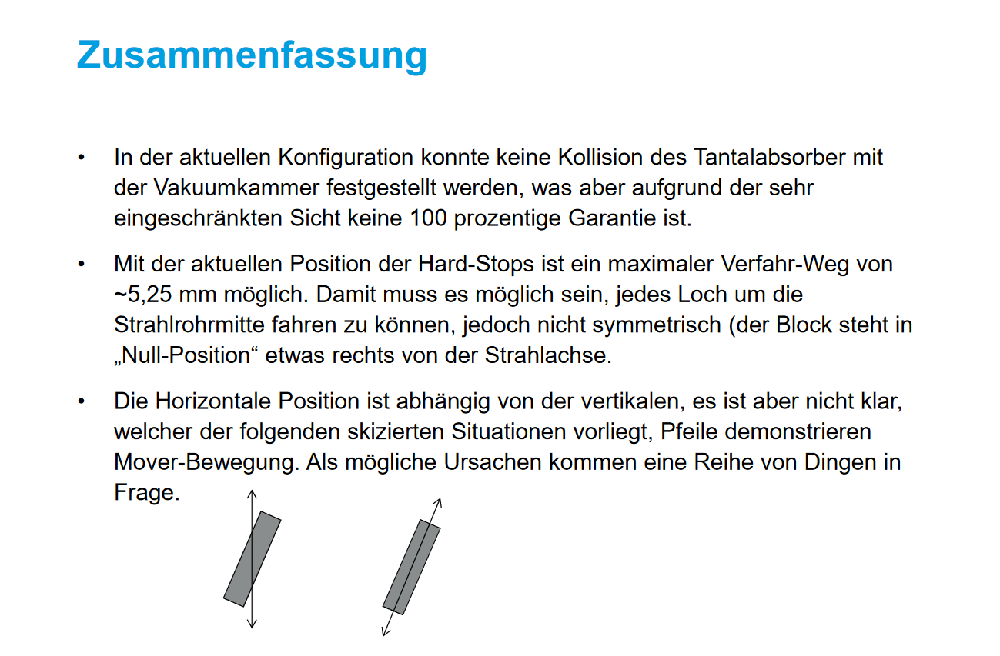 Zusammenfassung
• In der aktuellen Konfiguration konnte keine Kollision des Tantalabsorber mit
der Vakuumkammer festgestellt werden, was aber aufgrund der sehr
eingeschränkten Sicht keine 100 prozentige Garantie ist.
• Mit der aktuellen Position der Hard-Stops ist ein maximaler Verfahr-Weg von
~5,25 mm möglich. Damit muss es möglich sein, jedes Loch um die
Strahlrohrmitte fahren zu können, jedoch nicht symmetrisch (der Block steht in
„Null-Position“ etwas rechts von der Strahlachse.
• Die Horizontale Position ist abhängig von der vertikalen, es ist aber nicht klar,
welcher der folgenden skizierten Situationen vorliegt, Pfeile demonstrieren
Mover-Bewegung. Als mögliche Ursachen kommen eine Reihe von Dingen in
Frage.